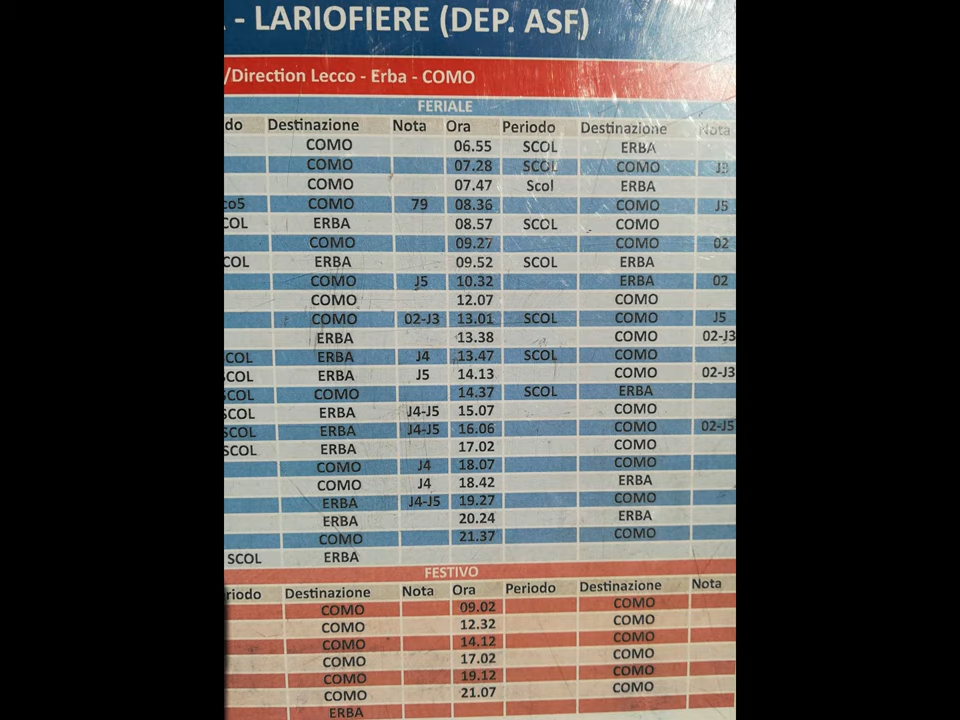 - LARIOFIERE (DEP. ASF)
/Direction Lecco - Erba - COMO
FERIALE
do Destinazione Nota Ora Periodo Destinazione Nota
COMO 06.55 SCOL ERBA
COMO 07.28 SCOL COMO J3
COMO 07.47 Scol ERBA
co5 COMO 79 08.36 COMO J5
COL ERBA 08.57 SCOL COMO
COMO 09.27 COMO 02
COL ERBA 09.52 SCOL ERBA
COMO J5 10.32 ERBA 02
COMO 12.07 COMO
COMO 02-J3 13.01 SCOL COMO J5
ERBA 13.38 COMO 02-J3
SCOL ERBA J4 13.47 SCOL COMO
SCOL ERBA J5 14.13 COMO 02-J3
SCOL COMO 14.37 SCOL ERBA
SCOL ERBA J4-J5 15.07 COMO
SCOL ERBA J4-J5 16.06 COMO 02-J5
SCOL ERBA 17.02 COMO
COMO J4 18.07 COMO
COMO J4 18.42 ERBA
ERBA J4-J5 19.27 COMO
ERBA 20.24 ERBA
COMO 21.37 COMO
SCOL ERBA
FESTIVO
riodo Destinazione Nota Ora Periodo Destinazione Nota
COMO 09.02 COMO
COMO 12.32 COMO
COMO 14.12 COMO
COMO 17.02 COMO
COMO 19.12 COMO
COMO 21.07 COMO
ERBA